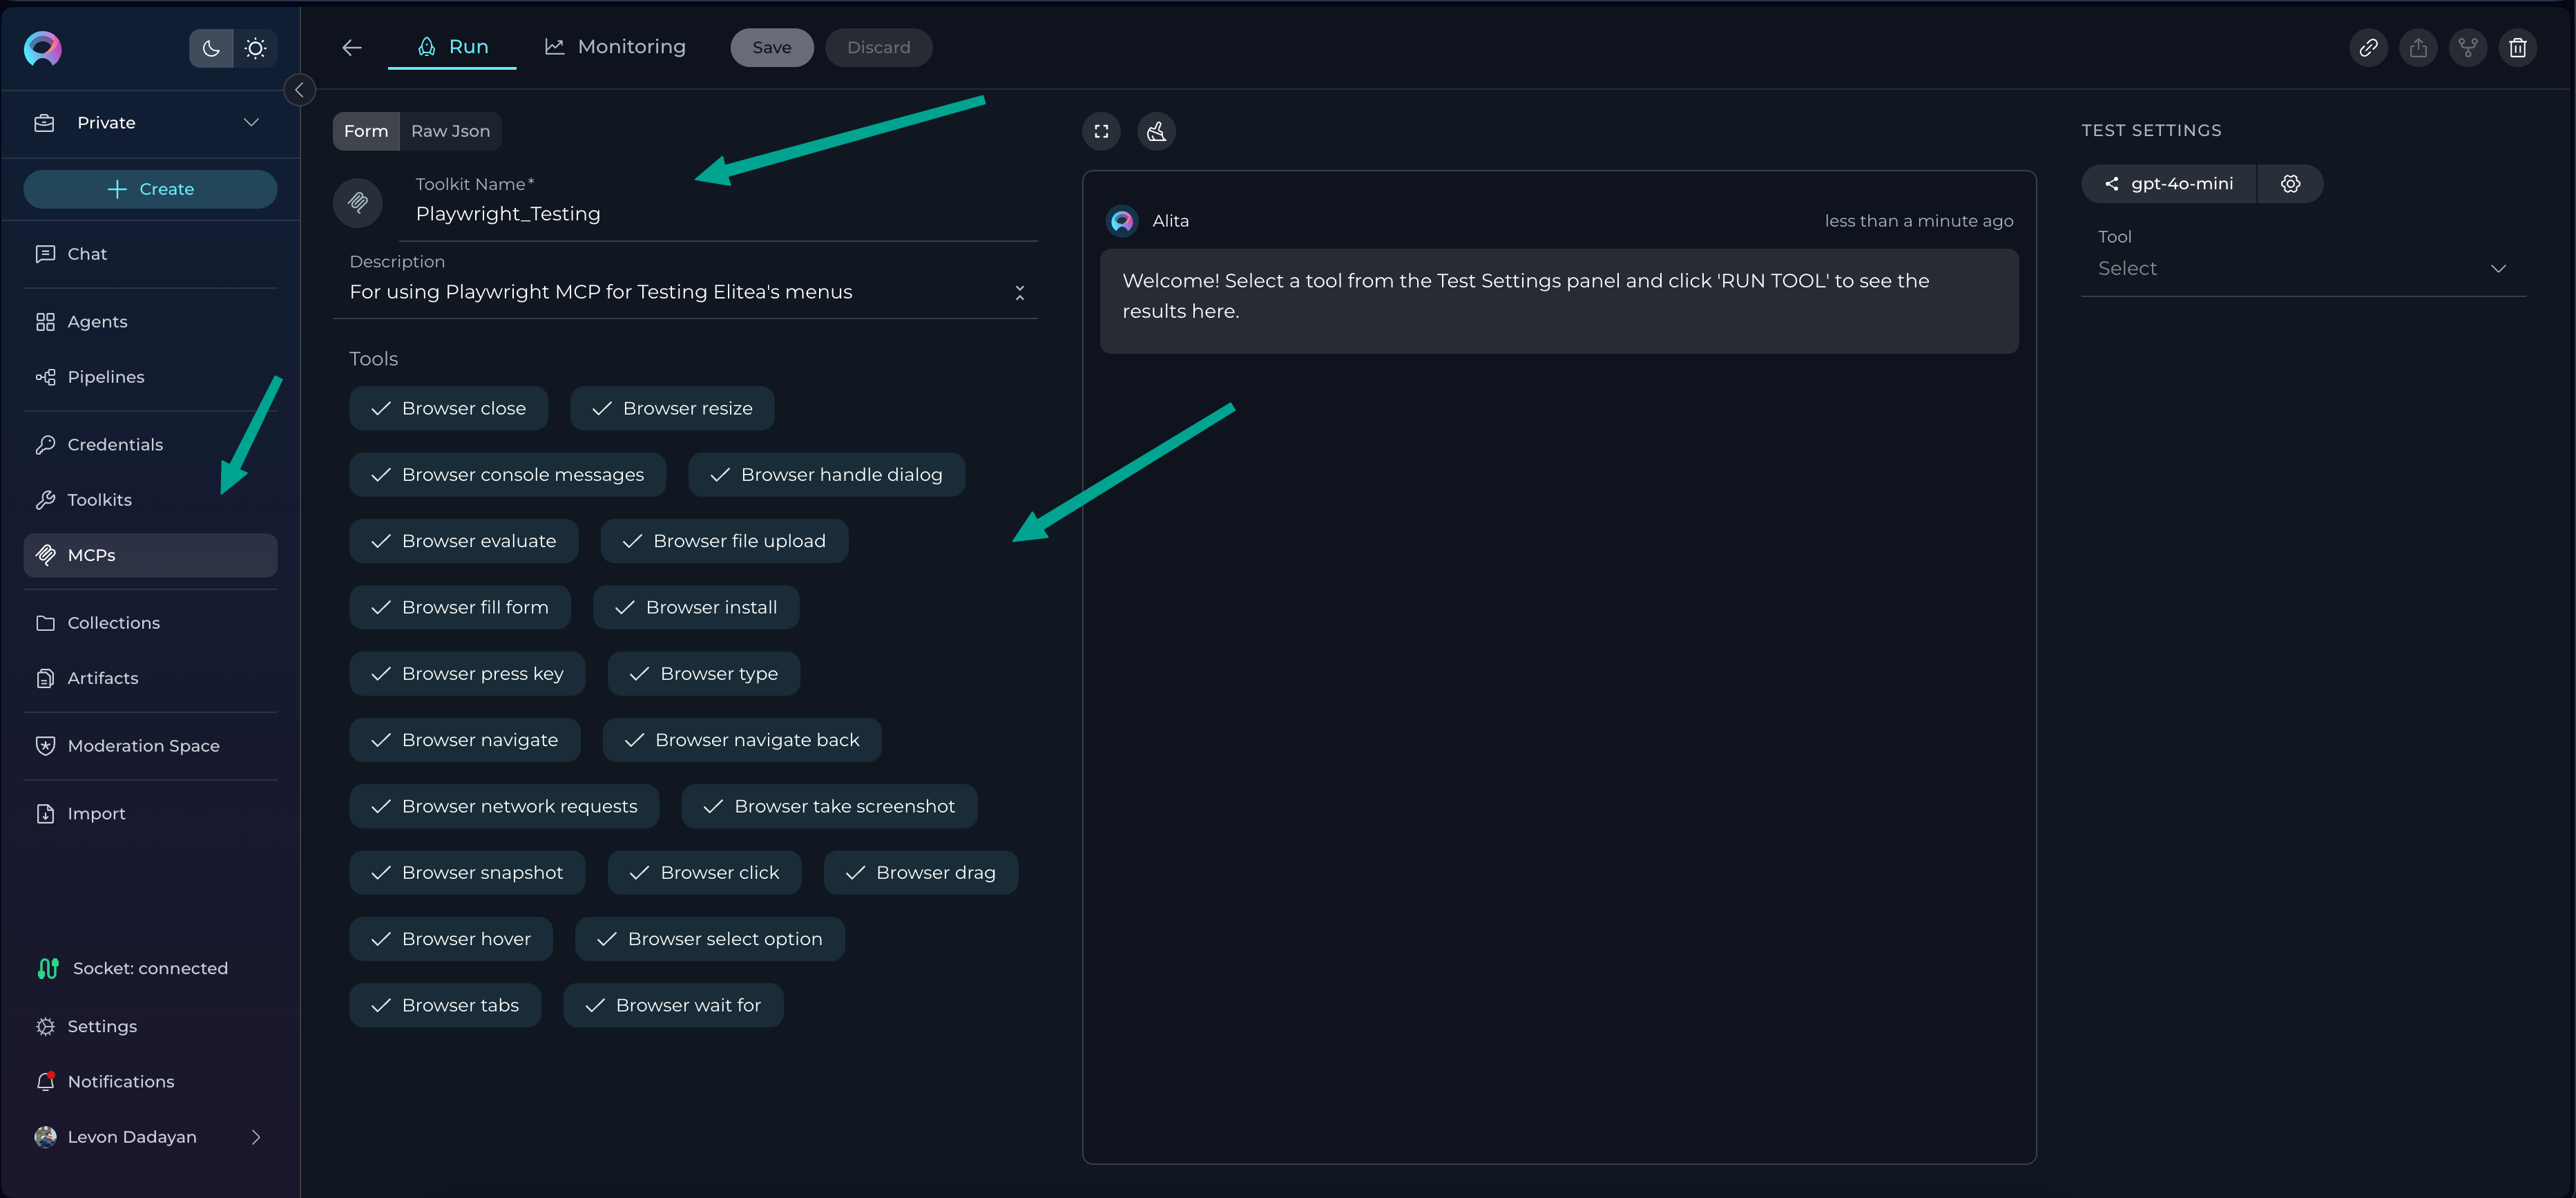 Run
Monitoring
Save
Discard
Private
Create
Chat
Agents
Pipelines
Credentials
Toolkits
MCPs
Collections
Artifacts
Moderation Space
Import
Socket: connected
Settings
Notifications
Levon Dadayan
Form
Raw Json
Toolkit Name*
Playwright_Testing
Description
For using Playwright MCP for Testing Elitea's menus
Tools
Browser close
Browser resize
Browser console messages
Browser handle dialog
Browser evaluate
Browser file upload
Browser fill form
Browser install
Browser press key
Browser type
Browser navigate
Browser navigate back
Browser network requests
Browser take screenshot
Browser snapshot
Browser click
Browser drag
Browser hover
Browser select option
Browser tabs
Browser wait for
Alita
less than a minute ago
Welcome! Select a tool from the Test Settings panel and click 'RUN TOOL' to see the
results here.
TEST SETTINGS
gpt-4o-mini
Tool
Select